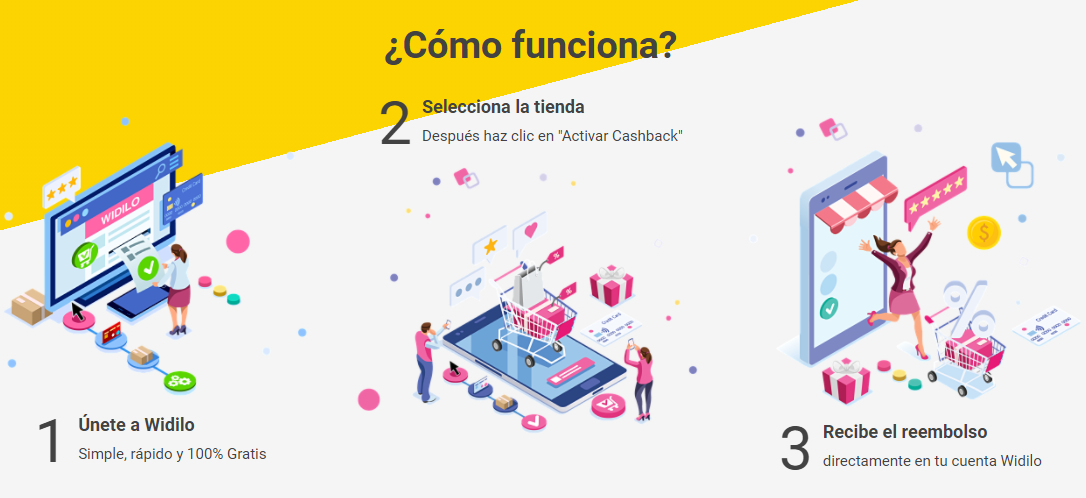 ¿Cómo funciona?
1
Únete a Widilo
Simple, rápido y 100% Gratis
WIDILO
2
Selecciona la tienda
Después haz clic en "Activar Cashback"
3
Recibe el reembolso
directamente en tu cuenta Widilo